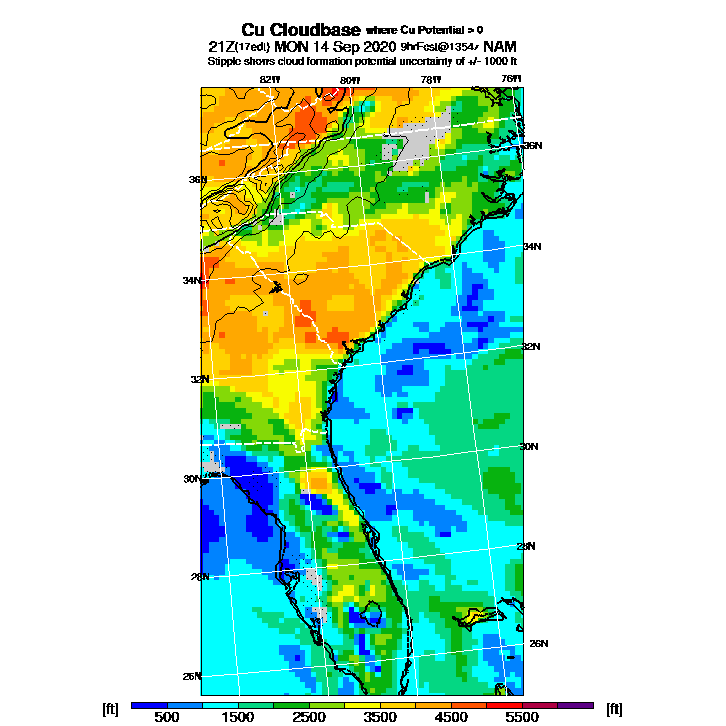 Cu Cloudbase where Cu Potential > 0
21Z(17edt) MON 14 Sep 2020 9hrFcst@1354z NAM
Stipple shows cloud formation potential uncertainty of +/- 1000 ft
82W 80W 78W 76W
36N 36N
34N 34N
32N 32N
30N 30N
28N 28N
26N 26N
[ft] 500 1500 2500 3500 4500 5500 [ft]